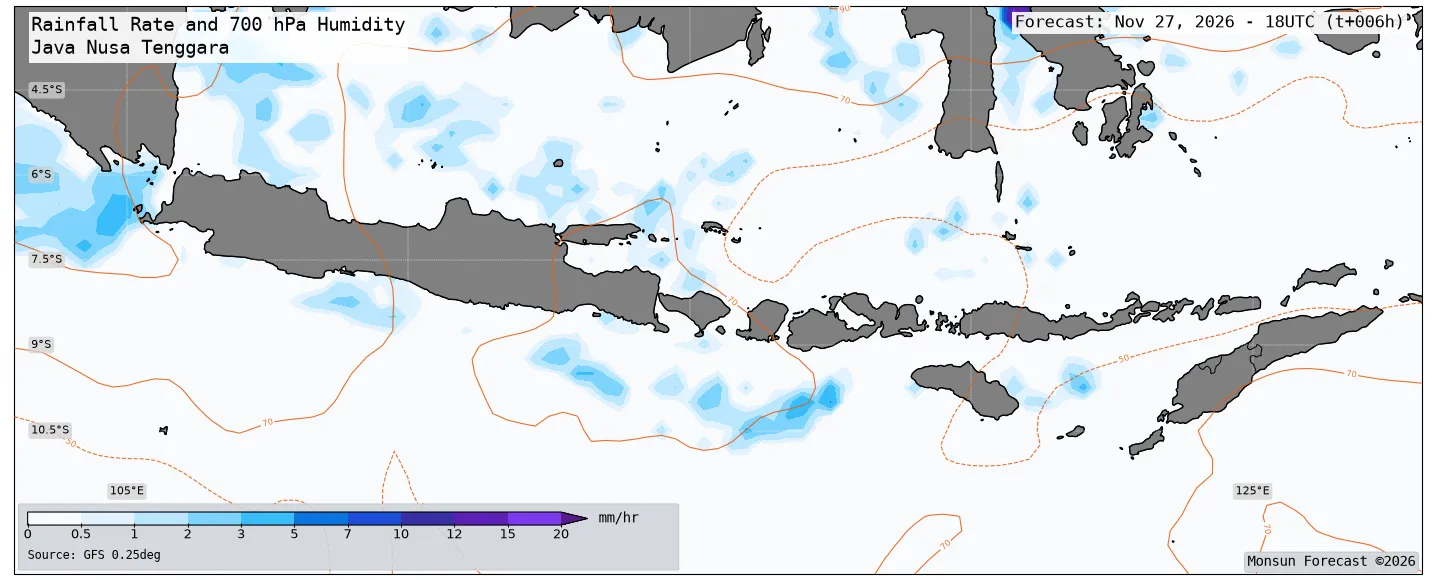 Rainfall Rate and 700 hPa Humidity
Java Nusa Tenggara
Forecast: Nov 27, 2026 - 18UTC (t+006h)
90
4.5°S
70
6°S
7.5°S
70
9°S
50
70
70
10.5°S
50
105°E
125°E
70
70
mm/hr
0 0.5 1 2 3 5 7 10 12 15 20
Source: GFS 0.25deg
Monsun Forecast ©2026